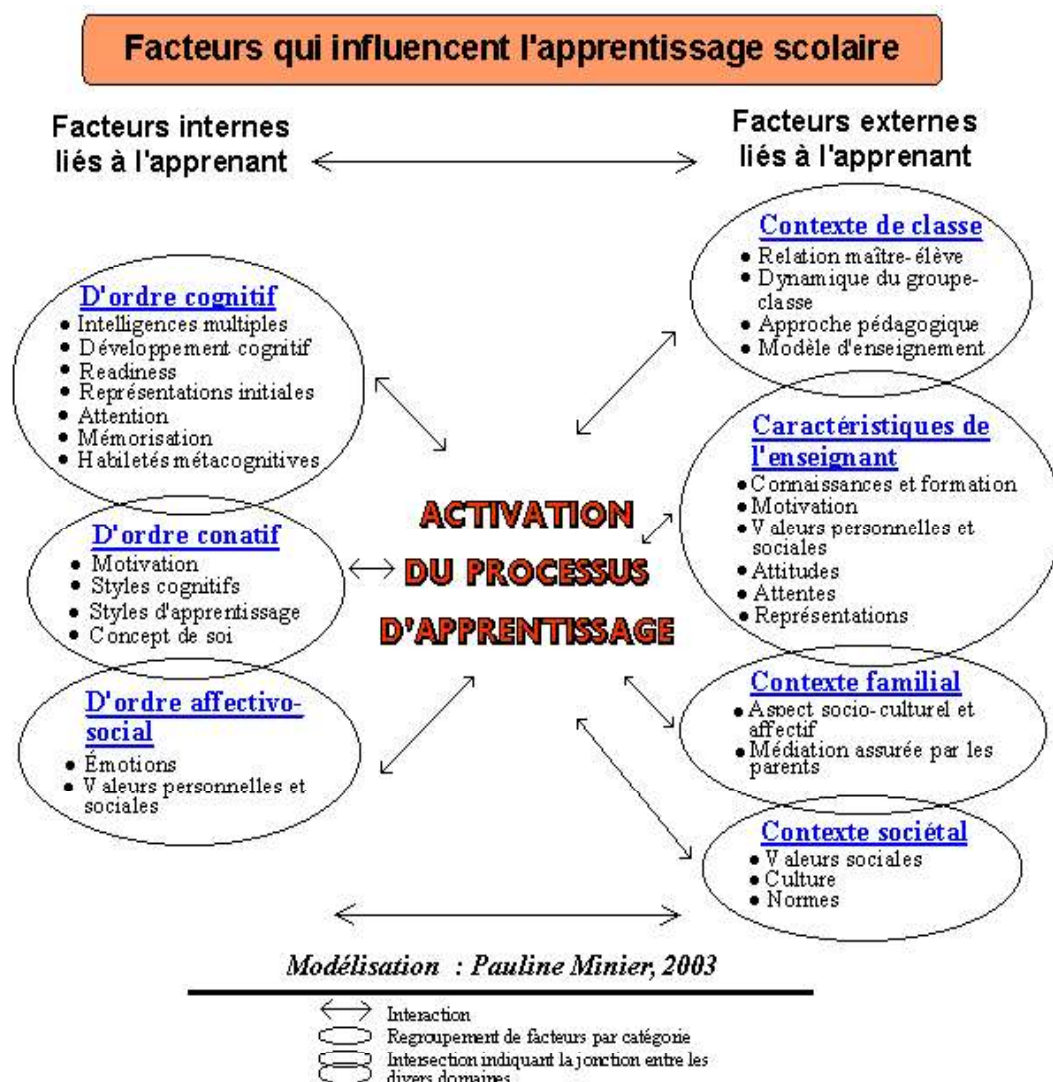 Facteurs qui influencent l'apprentissage scolaire
Facteurs internes
liés à l'apprenant
Facteurs externes
liés à l'apprenant
D'ordre cognitif
• Intelligences multiples
• Développement cognitif
• Readiness
• Représentations initiales
• Attention
• Mémorisation
• Habiletés métacognitives
D'ordre conatif
• Motivation
• Styles cognitifs
• Styles d'apprentissage
• Concept de soi
D'ordre affectivo-
social
• Émotions
• Valeurs personnelles et
sociales
ACTIVATION
DU PROCESSUS
D'APPRENTISSAGE
Contexte de classe
• Relation maître-élève
• Dynamique du groupe-
classe
• Approche pédagogique
• Modèle d'enseignement
Caractéristiques de
l'enseignant
• Connaissances et formation
• Motivation
• Valeurs personnelles et
sociales
• Attitudes
• Attentes
• Représentations
Contexte familial
• Aspect socio-culturel et
affectif
• Médiation assurée par les
parents
Contexte sociétal
• Valeurs sociales
• Culture
• Normes
Modélisation : Pauline Minier, 2003
Interaction
Regroupement de facteurs par catégorie
Intersection indiquant la jonction entre les
divers domaines